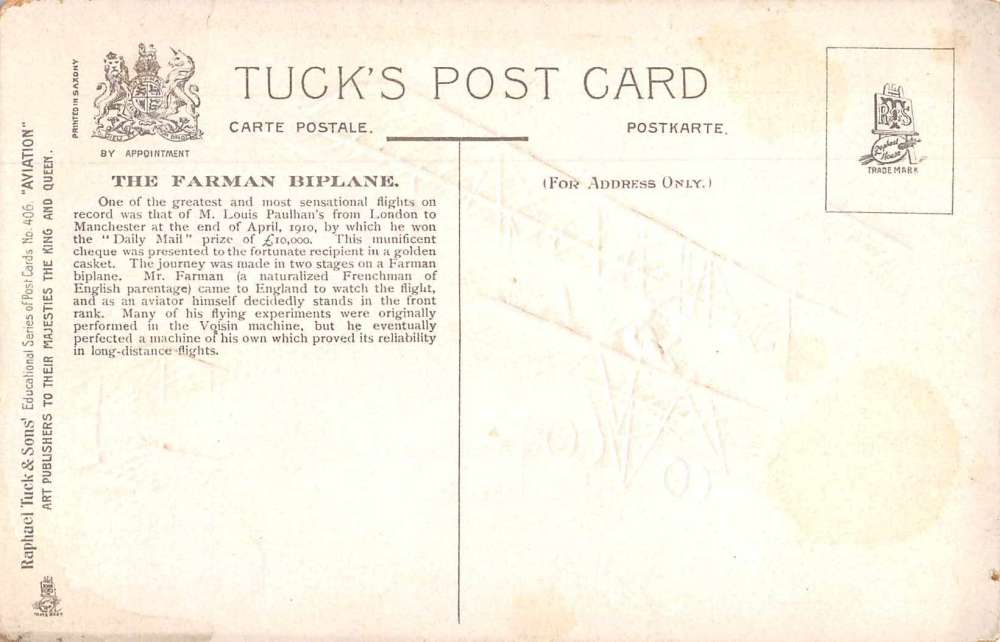 TUCK'S POST CARD
CARTE POSTALE.
POSTKARTE.
PRINTED IN SAXONY
BY APPOINTMENT
THE FARMAN BIPLANE.
One of the greatest and most sensational flights on
record was that of M. Louis Paulhan's from London to
Manchester at the end of April, 1910, by which he won
the "Daily Mail" prize of £10,000. This munificent
cheque was presented to the fortunate recipient in a golden
casket. The journey was made in two stages on a Farman
biplane. Mr. Farman (a naturalized Frenchman of
English parentage) came to England to watch the flight,
and as an aviator himself decidedly stands in the front
rank. Many of his flying experiments were originally
performed in the Voisin machine, but he eventually
perfected a machine of his own which proved its reliability
in long-distance flights.
(For Address Only.)
RTS
Raphael
House
TRADE MARK
Raphael Tuck & Sons' Educational Series of Post Cards No. 406. "AVIATION"
ART PUBLISHERS TO THEIR MAJESTIES THE KING AND QUEEN.